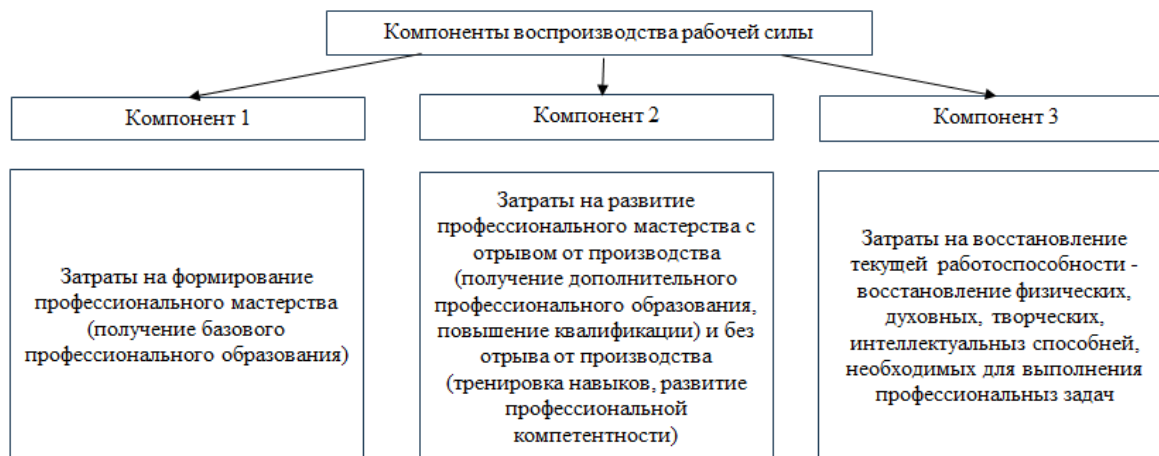 Компоненты воспроизводства рабочей силы
Компонент 1
Компонент 2
Компонент 3
Затраты на формирование
профессионального мастерства
(получение базового
профессионального образования)
Затраты на развитие
профессионального мастерства с
отрывом от производства
(получение дополнительного
профессионального образования,
повышение квалификации) и без
отрыва от производства
(тренировка навыков, развитие
профессиональной
компетентности)
Затраты на восстановление
текущей работоспособности -
восстановление физических,
духовных, творческих,
интеллектуальныз способней,
необходимых для выполнения
профессиональныз задач